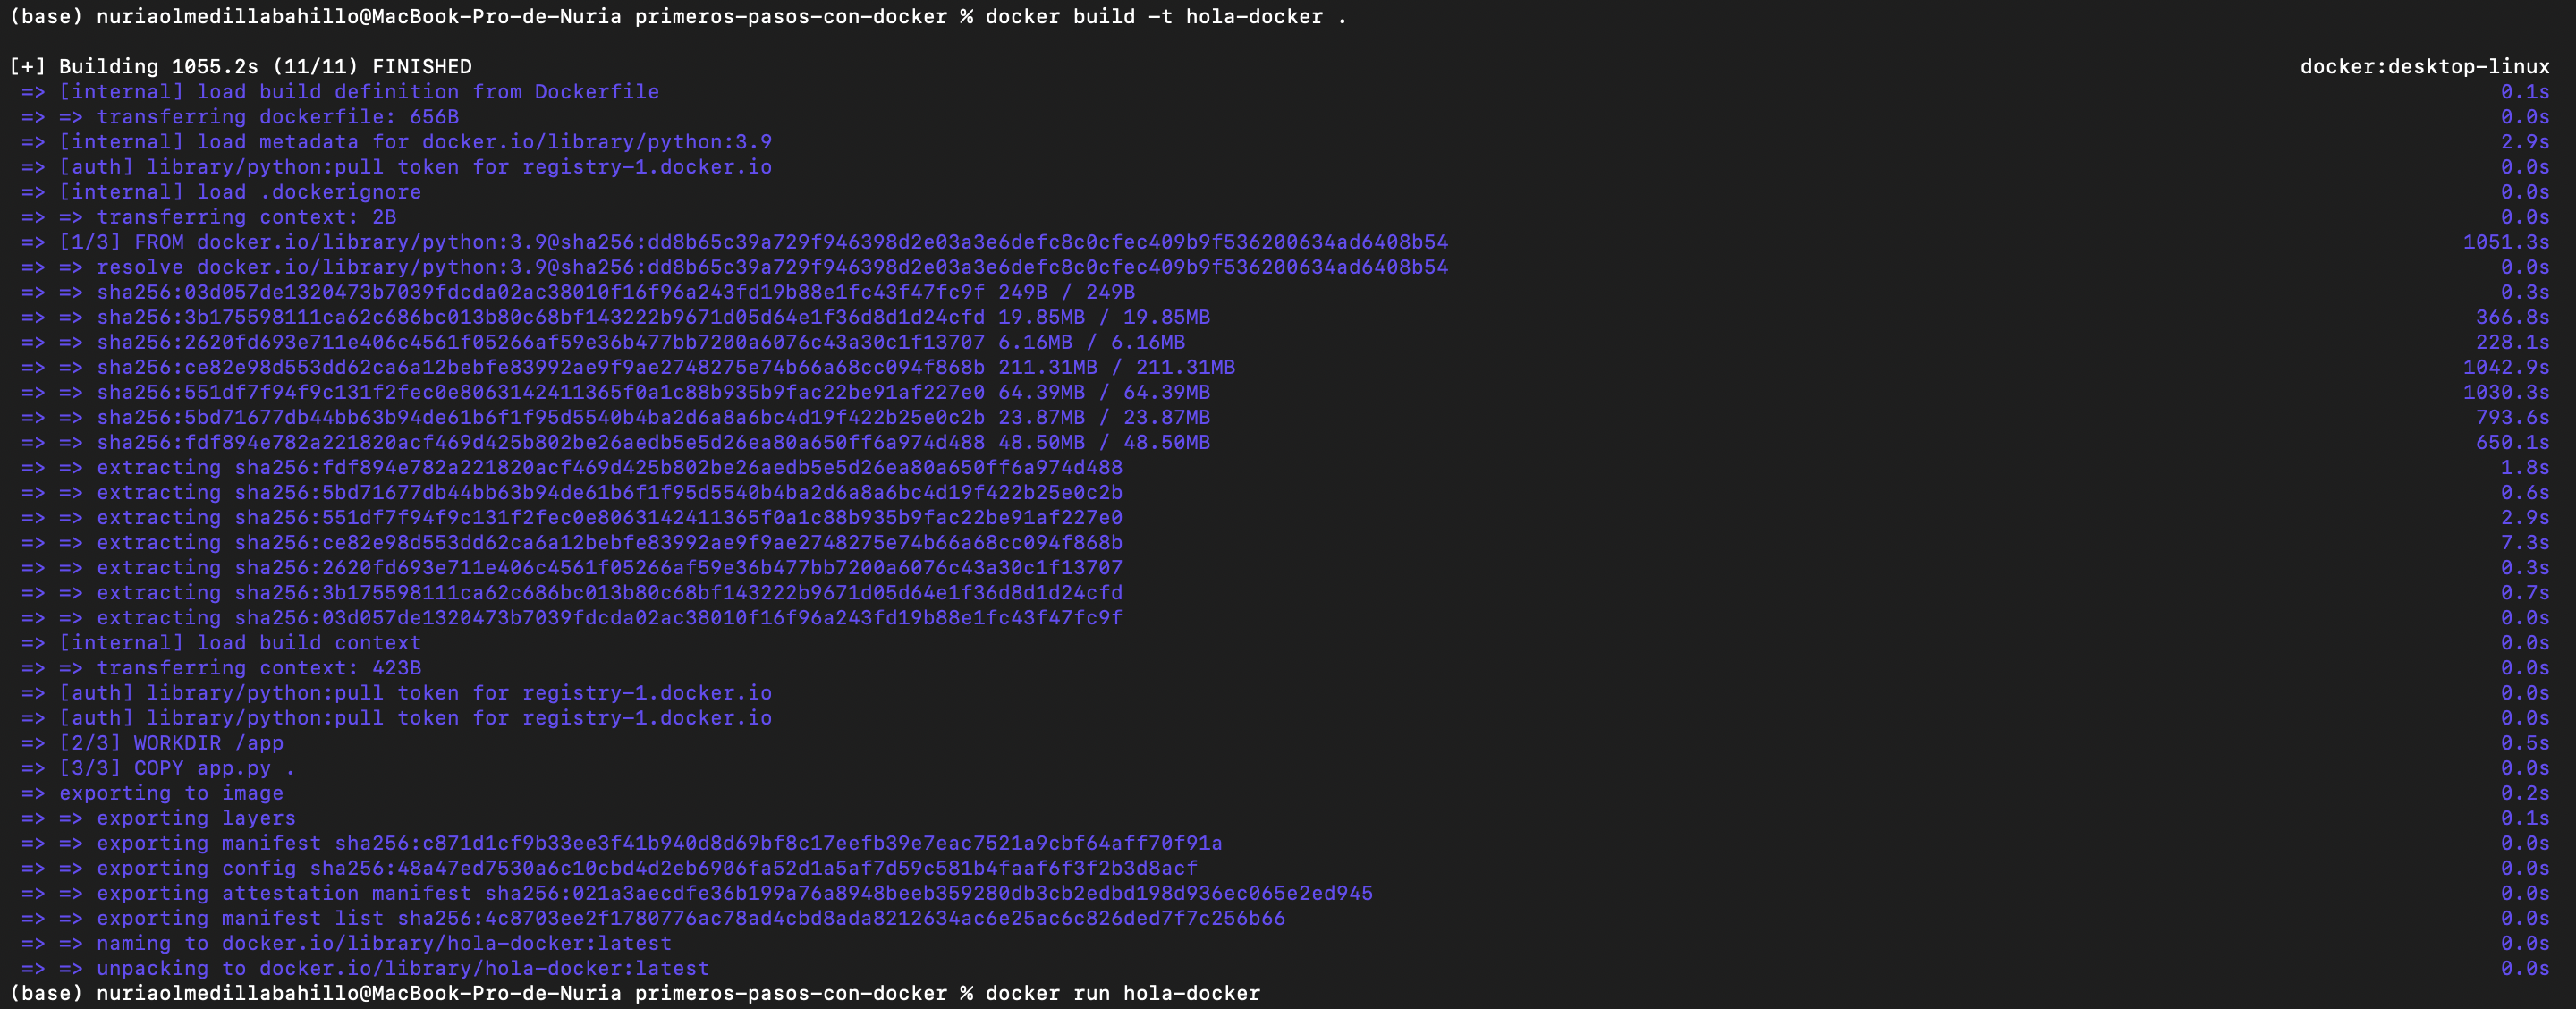 (base) nuriaolmedillabahillo@MacBook-Pro-de-Nuria primeros-pasos-con-docker % docker build -t hola-docker .
[+] Building 1055.2s (11/11) FINISHED docker:desktop-linux
=> [internal] load build definition from Dockerfile 0.1s
=> => transferring dockerfile: 656B 0.0s
=> [internal] load metadata for docker.io/library/python:3.9 2.9s
=> [auth] library/python:pull token for registry-1.docker.io 0.0s
=> [internal] load .dockerignore 0.0s
=> => transferring context: 2B 0.0s
=> [1/3] FROM docker.io/library/python:3.9@sha256:dd8b65c39a729f946398d2e03a3e6defc8c0cfec409b9f536200634ad6408b54 1051.3s
=> => resolve docker.io/library/python:3.9@sha256:dd8b65c39a729f946398d2e03a3e6defc8c0cfec409b9f536200634ad6408b54 0.0s
=> => sha256:03d057de1320473b7039fdcda02ac38010f16f96a243fd19b88e1fc43f47fc9f 249B / 249B 0.3s
=> => sha256:3b175598111ca62c686bc013b80c68bf143222b9671d05d64e1f36d8d1d24cfd 19.85MB / 19.85MB 366.8s
=> => sha256:2620fd693e711e406c4561f05266af59e36b477bb7200a6076c43a30c1f13707 6.16MB / 6.16MB 228.1s
=> => sha256:ce82e98d553dd62ca6a12bebfe83992ae9f9ae2748275e74b66a68cc094f868b 211.31MB / 211.31MB 1042.9s
=> => sha256:551df7f94f9c131f2fec0e8063142411365f0a1c88b935b9fac22be91af227e0 64.39MB / 64.39MB 1030.3s
=> => sha256:5bd71677db44bb63b94de61b6f1f95d5540b4ba2d6a8a6bc4d19f422b25e0c2b 23.87MB / 23.87MB 793.6s
=> => sha256:fdf894e782a221820acf469d425b802be26aedb5e5d26ea80a650ff6a974d488 48.50MB / 48.50MB 650.1s
=> => extracting sha256:fdf894e782a221820acf469d425b802be26aedb5e5d26ea80a650ff6a974d488 1.8s
=> => extracting sha256:5bd71677db44bb63b94de61b6f1f95d5540b4ba2d6a8a6bc4d19f422b25e0c2b 0.6s
=> => extracting sha256:551df7f94f9c131f2fec0e8063142411365f0a1c88b935b9fac22be91af227e0 2.9s
=> => extracting sha256:ce82e98d553dd62ca6a12bebfe83992ae9f9ae2748275e74b66a68cc094f868b 7.3s
=> => extracting sha256:2620fd693e711e406c4561f05266af59e36b477bb7200a6076c43a30c1f13707 0.3s
=> => extracting sha256:3b175598111ca62c686bc013b80c68bf143222b9671d05d64e1f36d8d1d24cfd 0.7s
=> => extracting sha256:03d057de1320473b7039fdcda02ac38010f16f96a243fd19b88e1fc43f47fc9f 0.0s
=> [internal] load build context 0.0s
=> => transferring context: 423B 0.0s
=> [auth] library/python:pull token for registry-1.docker.io 0.0s
=> [auth] library/python:pull token for registry-1.docker.io 0.0s
=> [2/3] WORKDIR /app 0.5s
=> [3/3] COPY app.py . 0.0s
=> exporting to image 0.2s
=> => exporting layers 0.1s
=> => exporting manifest sha256:c871d1cf9b33ee3f41b940d8d69bf8c17eefb39e7eac7521a9cbf64aff70f91a 0.0s
=> => exporting config sha256:48a47ed7530a6c10cbd4d2eb6906fa52d1a5af7d59c581b4faaf6f3f2b3d8acf 0.0s
=> => exporting attestation manifest sha256:021a3aecdfe36b199a76a8948beeb359280db3cb2edbd198d936ec065e2ed945 0.0s
=> => exporting manifest list sha256:4c8703ee2f1780776ac78ad4cbd8ada8212634ac6e25ac6c826ded7f7c256b66 0.0s
=> => naming to docker.io/library/hola-docker:latest 0.0s
=> => unpacking to docker.io/library/hola-docker:latest 0.0s
(base) nuriaolmedillabahillo@MacBook-Pro-de-Nuria primeros-pasos-con-docker % docker run hola-docker